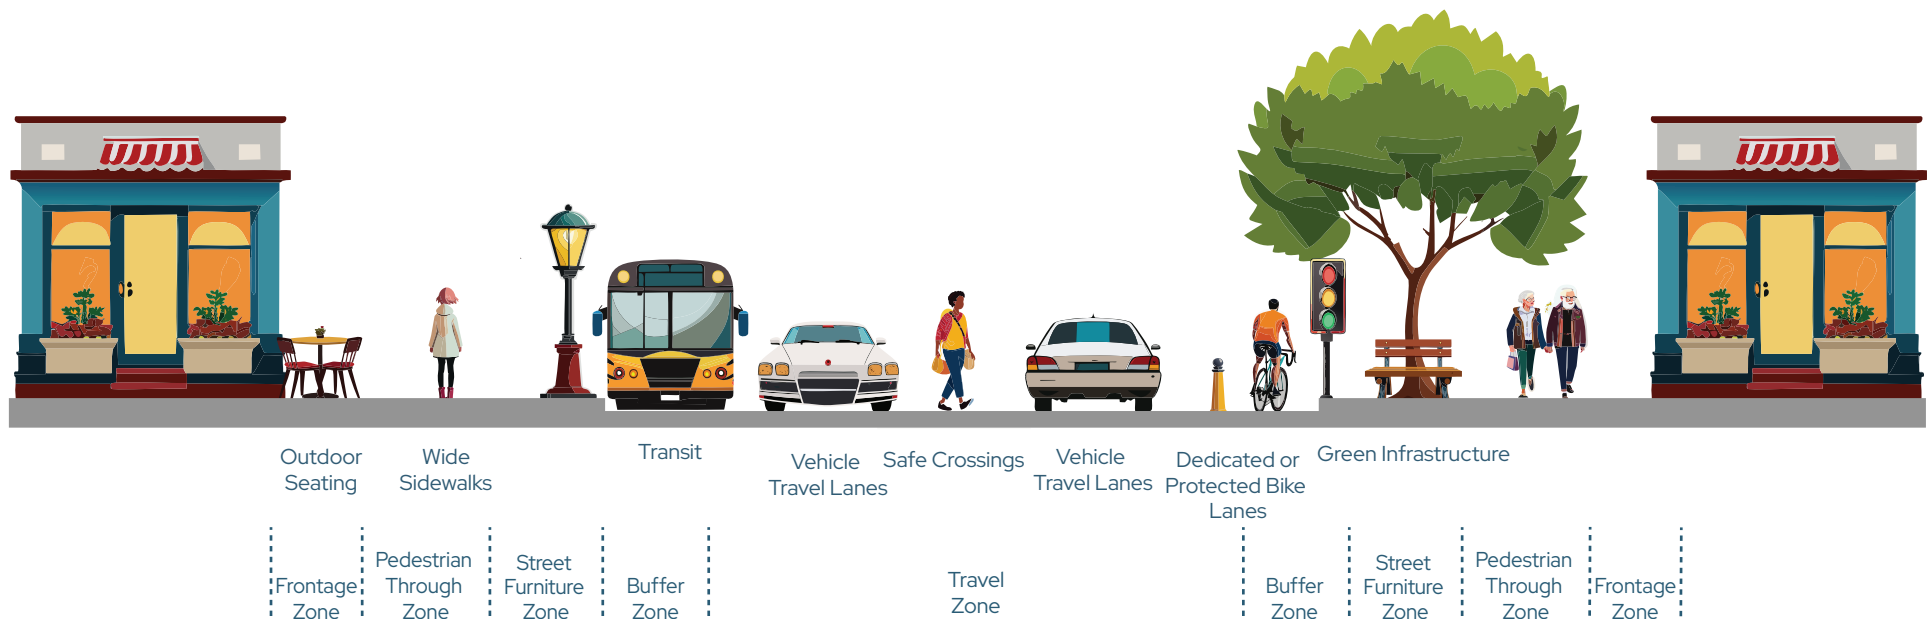 Outdoor
Seating
Wide
Sidewalks
Transit
Vehicle
Travel Lanes
Safe Crossings
Vehicle
Travel Lanes
Dedicated or
Protected Bike
Lanes
Green Infrastructure
Frontage
Zone
Pedestrian
Through
Zone
Street
Furniture
Zone
Buffer
Zone
Travel
Zone
Buffer
Zone
Street
Furniture
Zone
Pedestrian
Through
Zone
Frontage
Zone